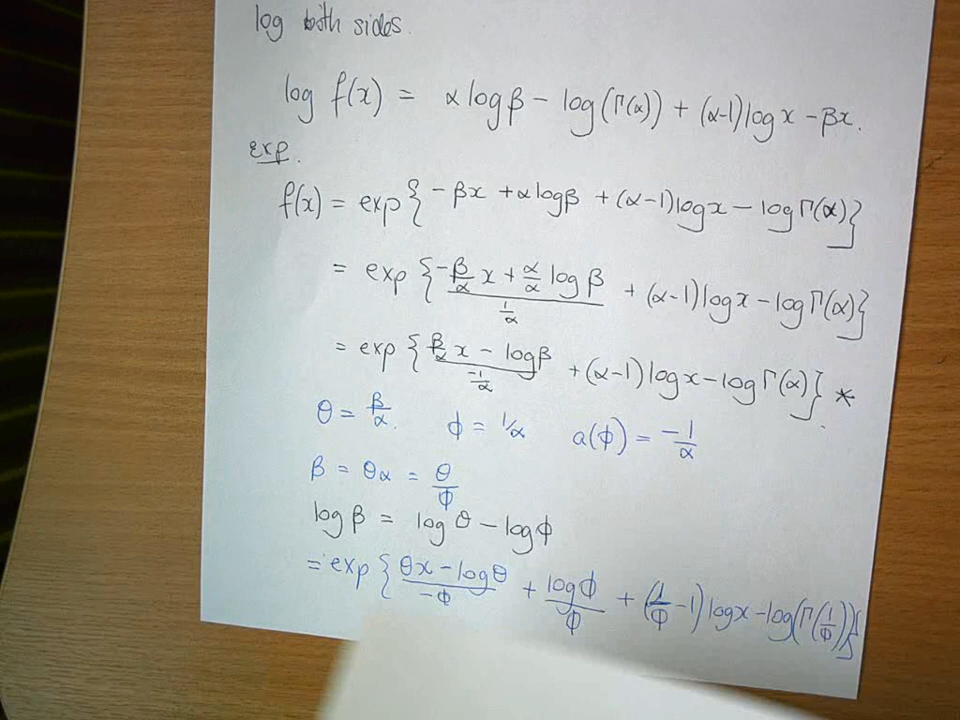 log both sides.
log f(x) = α log β − log(Γ(α)) + (α-1) log x − βx.
exp.
f(x) = exp{ − βx + α log β + (α−1) log x − log Γ(α)}
= exp { (−β/α x + α/α log β) / (1/α) + (α−1) log x − log Γ(α)}
= exp { (β/α x − log β) / (−1/α) + (α−1) log x − log Γ(α)} *
θ = β/α. ϕ = 1/α a(ϕ) = −1/α
β = θα = θ/ϕ
log β = log θ − log ϕ
= exp { (θx − log θ) / −ϕ + log ϕ / ϕ + (1/ϕ −1) log x − log(Γ(1/ϕ))}